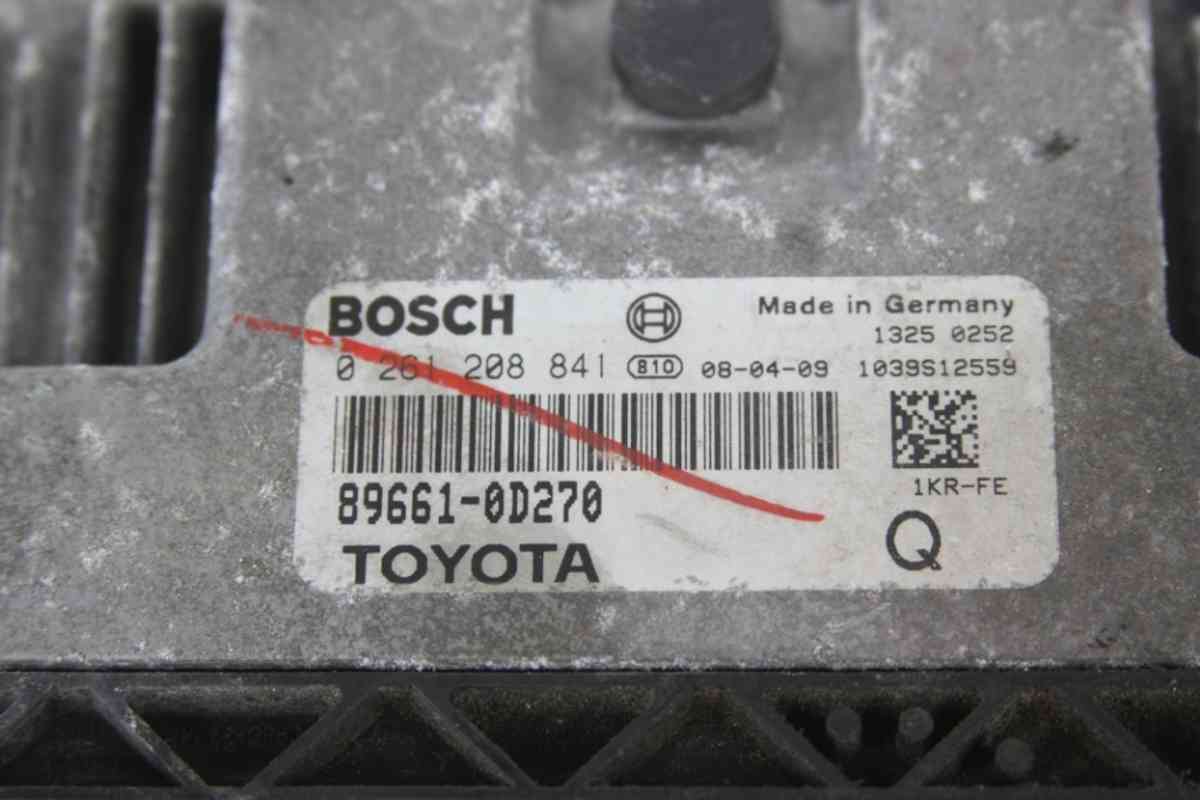 BOSCH
Made in Germany
1325 0252
0 261 208 841 810 08-04-09 1039S12559
1KR-FE
89661-0D270
Q
TOYOTA